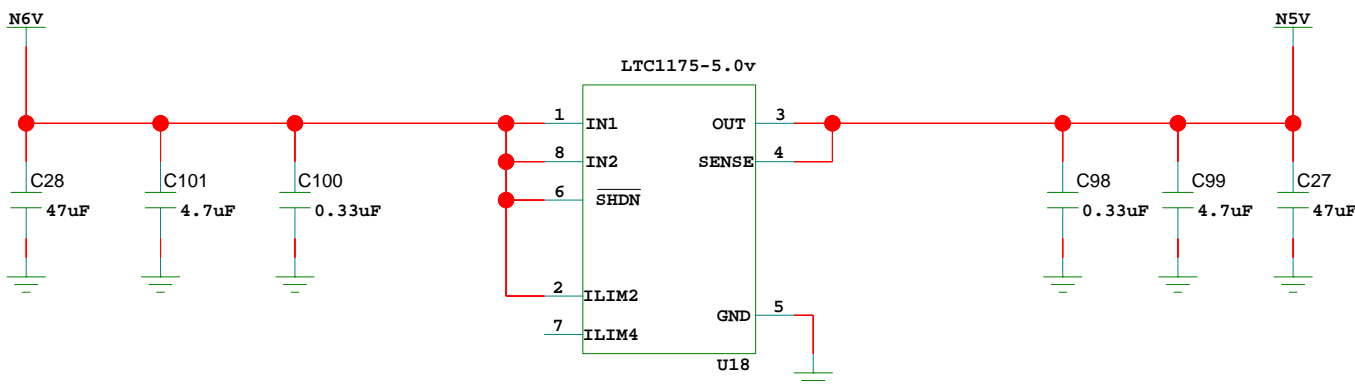 N6V
N5V
LTC1175-5.0v
1
IN1
OUT
3
8
IN2
SENSE
4
C28
47uF
C101
4.7uF
C100
0.33uF
6
SHDN
C98
0.33uF
C99
4.7uF
C27
47uF
2
ILIM2
GND
5
7
ILIM4
U18